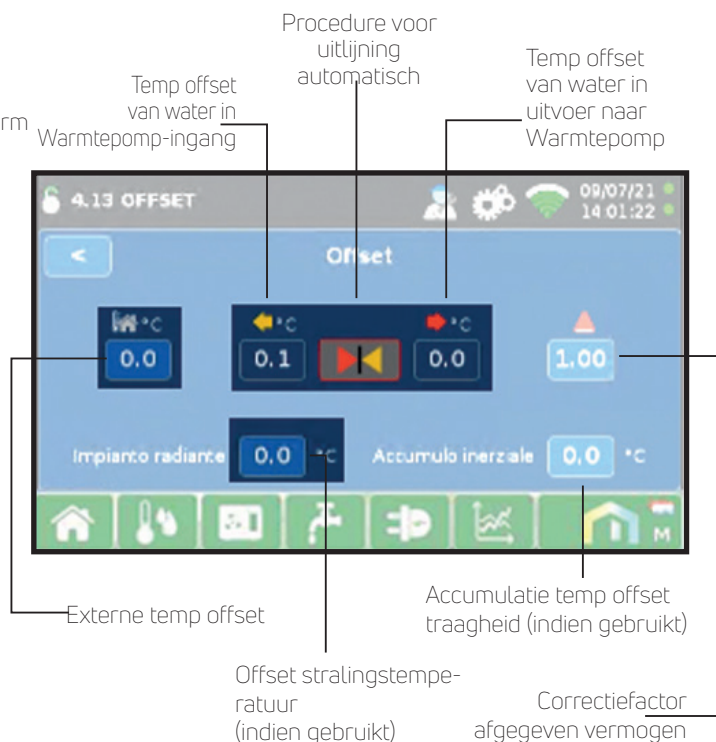 Procedure voor
uitlijning
automatisch
Temp offset
van water in
Warmtepomp-ingang
Temp offset
van water in
uitvoer naar
Warmtepomp
rm
4.13 OFFSET
09/07/21
14 01:22
<
Offset
°C
°C
°C
0.0
0.1
0.0
1.00
Impianto radiante
0.0
°C
Accumulo inerziale
0.0
°C
M
Externe temp offset
Accumulatie temp offset
traagheid (indien gebruikt)
Offset stralingstempe-
ratuur
(indien gebruikt)
Correctiefactor
afgegeven vermogen